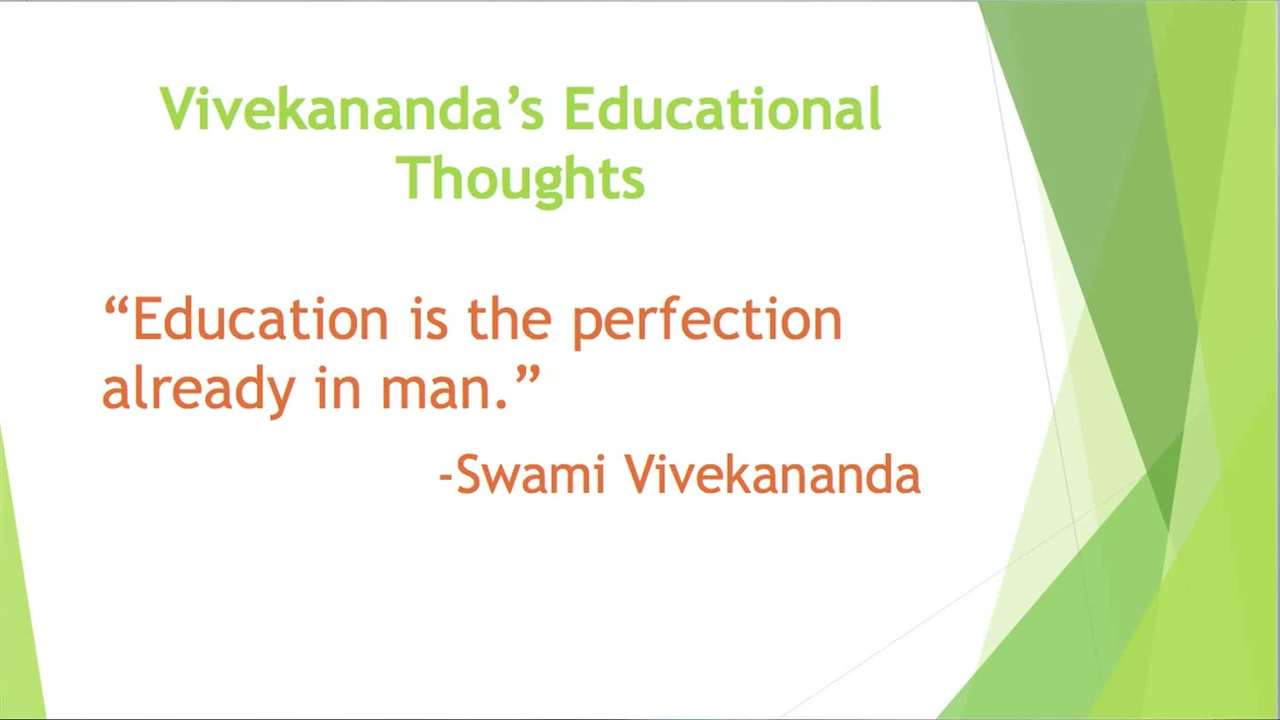 Vivekananda’s Educational
Thoughts
“Education is the perfection
already in man.”
-Swami Vivekananda